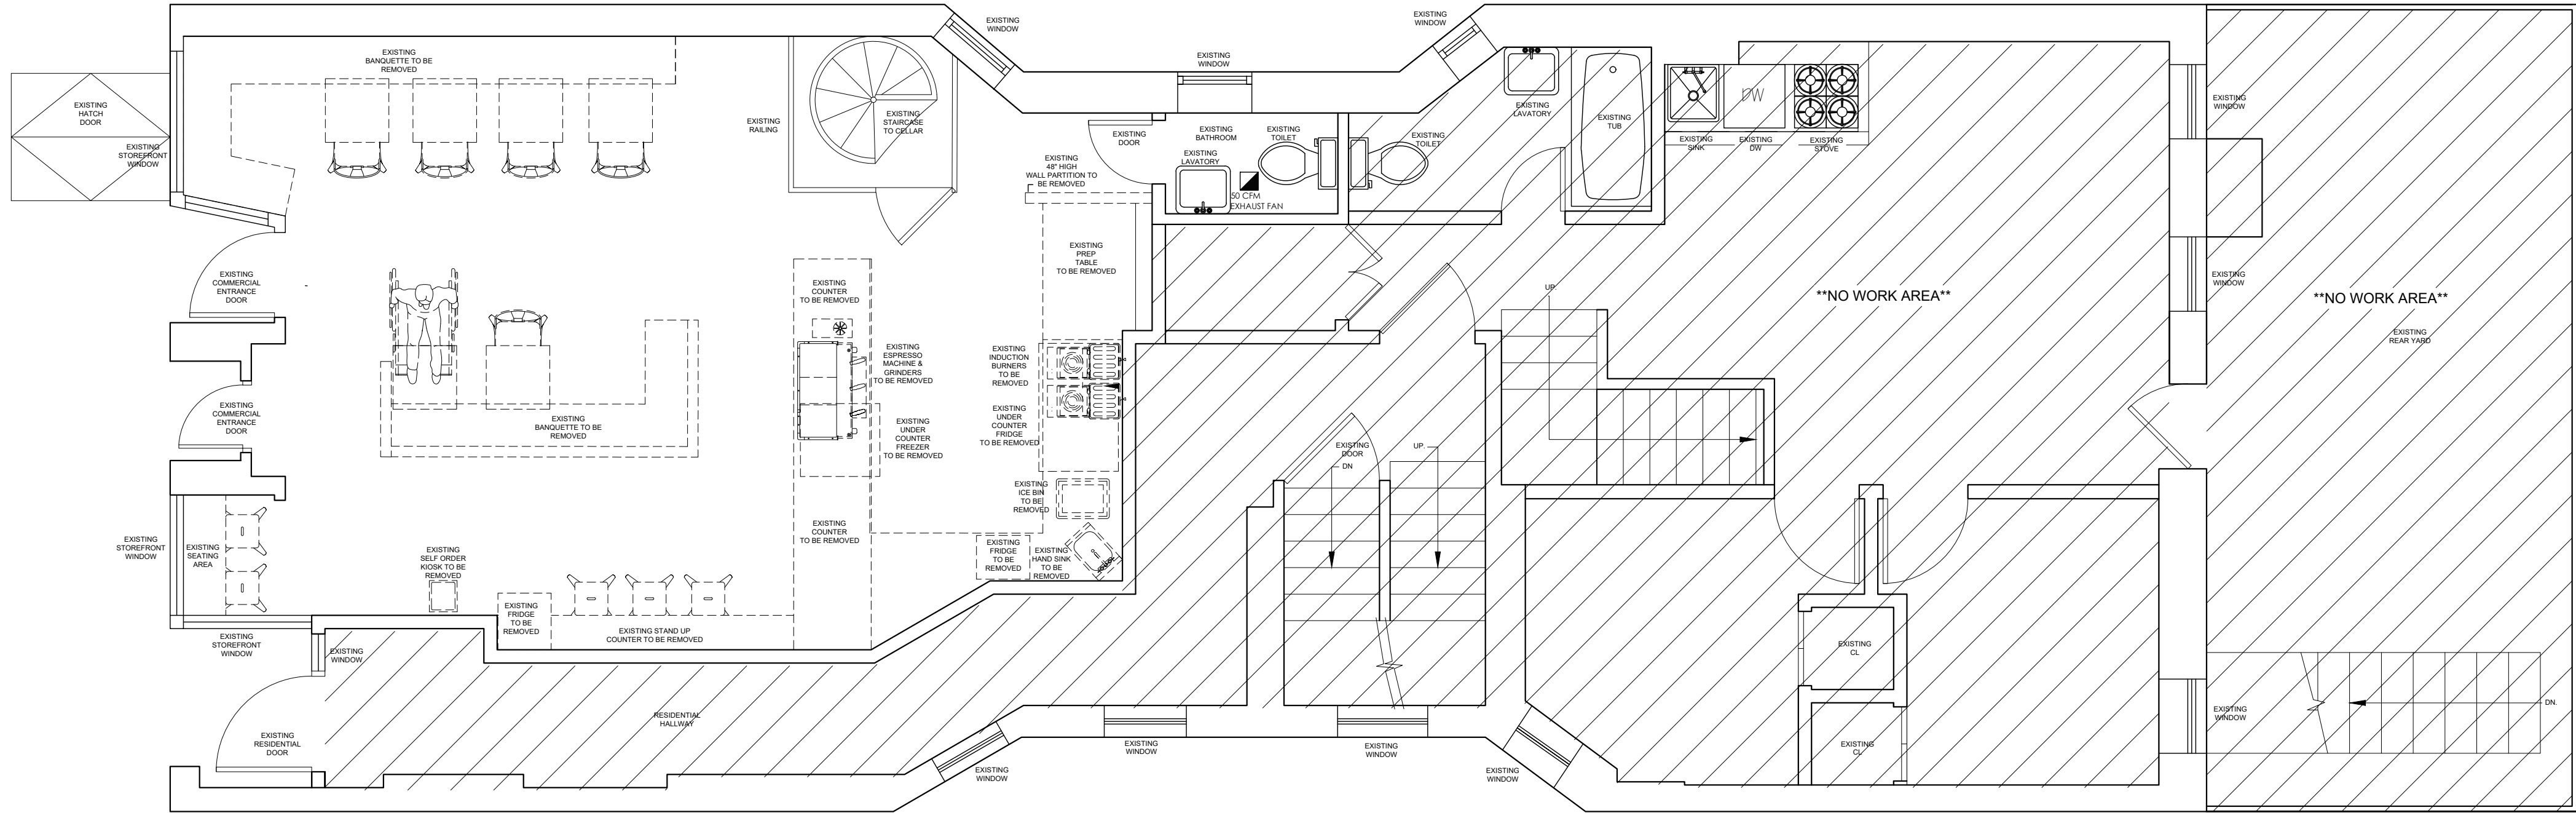 EXISTING
WINDOW
EXISTING
WINDOW
EXISTING
BANQUETTE TO BE
REMOVED
EXISTING
WINDOW
EXISTING
HATCH
DOOR
EXISTING
STOREFRONT
WINDOW
EXISTING
RAILING
EXISTING
STAIRCASE
TO CELLAR
EXISTING
DOOR
EXISTING
BATHROOM
EXISTING
TOILET
EXISTING
TOILET
EXISTING
LAVATORY
EXISTING
TUB
DW
EXISTING
SINK
EXISTING
DW
EXISTING
STOVE
EXISTING
WINDOW
EXISTING
48" HIGH
WALL PARTITION TO
BE REMOVED
EXISTING
LAVATORY
50 CFM
EXHAUST FAN
EXISTING
PREP
TABLE
TO BE REMOVED
EXISTING
COMMERCIAL
ENTRANCE
DOOR
EXISTING
COUNTER
TO BE REMOVED
UP.
**NO WORK AREA**
EXISTING
WINDOW
**NO WORK AREA**
EXISTING
REAR YARD
EXISTING
ESPRESSO
MACHINE &
GRINDERS
TO BE REMOVED
EXISTING
INDUCTION
BURNERS
TO BE
REMOVED
EXISTING
COMMERCIAL
ENTRANCE
DOOR
EXISTING
BANQUETTE TO BE
REMOVED
EXISTING
UNDER
COUNTER
FREEZER
TO BE REMOVED
EXISTING
UNDER
COUNTER
FRIDGE
TO BE REMOVED
EXISTING
DOOR
DN
UP.
EXISTING
ICE BIN
TO BE
REMOVED
EXISTING
STOREFRONT
WINDOW
EXISTING
SEATING
AREA
EXISTING
SELF ORDER
KIOSK TO BE
REMOVED
EXISTING
COUNTER
TO BE REMOVED
EXISTING
FRIDGE
TO BE
REMOVED
EXISTING
HAND SINK
TO BE
REMOVED
EXISTING
FRIDGE
TO BE
REMOVED
EXISTING STAND UP
COUNTER TO BE REMOVED
EXISTING
STOREFRONT
WINDOW
EXISTING
WINDOW
EXISTING
CL
RESIDENTIAL
HALLWAY
EXISTING
RESIDENTIAL
DOOR
EXISTING
WINDOW
EXISTING
WINDOW
EXISTING
WINDOW
EXISTING
WINDOW
EXISTING
CL
EXISTING
WINDOW
DN.